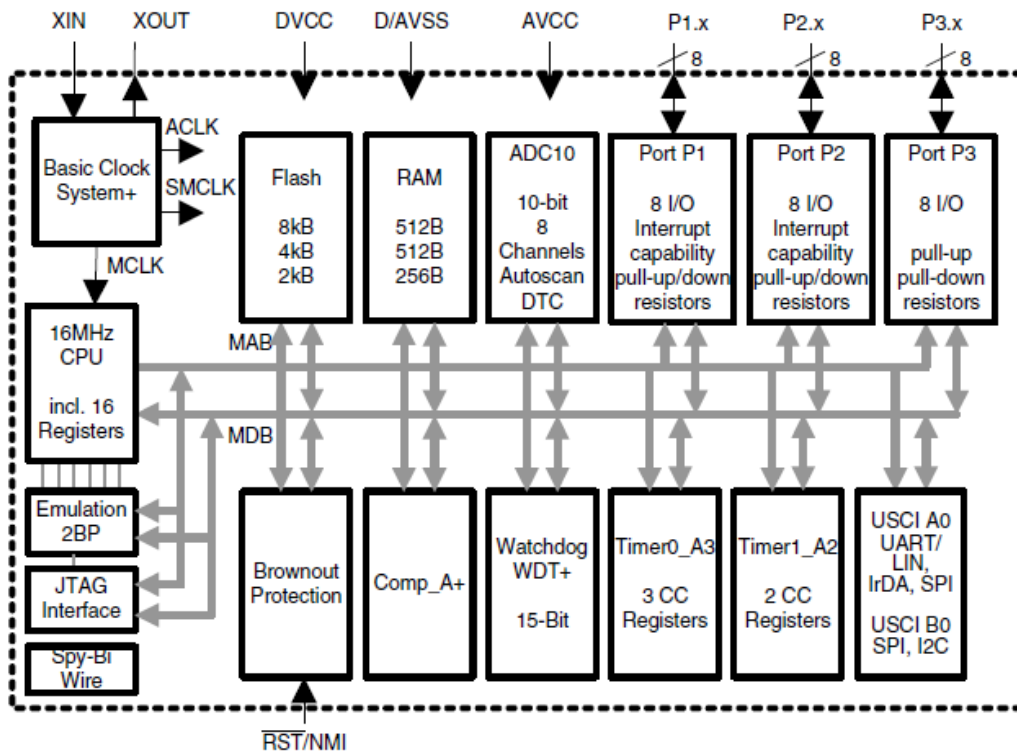 XIN
XOUT
DVCC
D/AVSS
AVCC
P1.x
P2.x
P3.x
8
8
8
Basic Clock
System+
ACLK
SMCLK
MCLK
Flash
8kB
4kB
2kB
RAM
512B
512B
256B
ADC10
10-bit
8
Channels
Autoscan
DTC
Port P1
8 I/O
Interrupt
capability
pull-up/down
resistors
Port P2
8 I/O
Interrupt
capability
pull-up/down
resistors
Port P3
8 I/O
pull-up
pull-down
resistors
16MHz
CPU
incl. 16
Registers
MAB
MDB
Emulation
2BP
JTAG
Interface
Spy-Bi
Wire
Brownout
Protection
Comp_A+
Watchdog
WDT+
15-Bit
Timer0_A3
3 CC
Registers
Timer1_A2
2 CC
Registers
USCI A0
UART/
LIN,
IrDA, SPI
USCI B0
SPI, I2C
RST/NMI